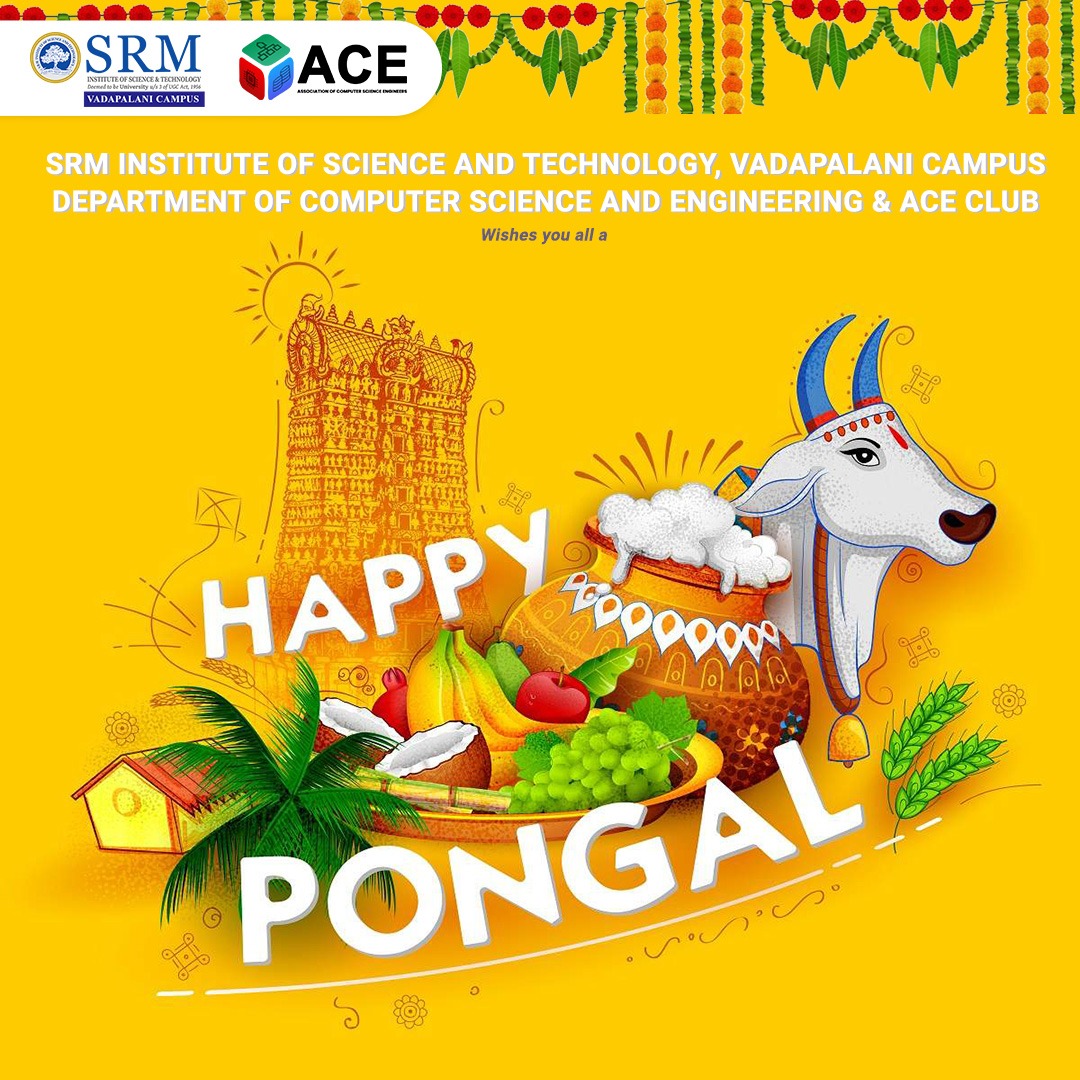 SRM
INSTITUTE OF SCIENCE & TECHNOLOGY
Deemed to be University u/s 3 of UGC Act, 1956
VADAPALANI CAMPUS
ACE
ASSOCIATION OF COMPUTER SCIENCE ENGINEERS
SRM INSTITUTE OF SCIENCE AND TECHNOLOGY, VADAPALANI CAMPUS
DEPARTMENT OF COMPUTER SCIENCE AND ENGINEERING & ACE CLUB
Wishes you all a
HAPPY
PONGAL